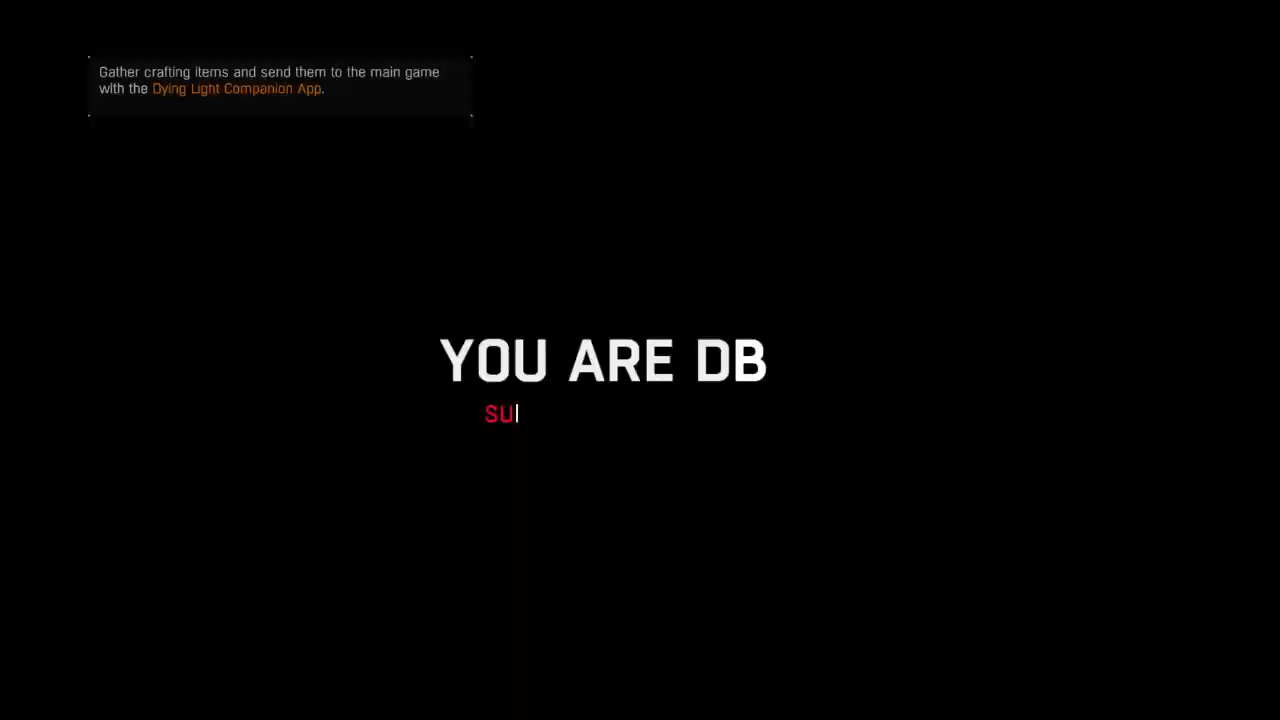 Gather crafting items and send them to the main game
with the Dying Light Companion App.
YOU ARE DB
SU